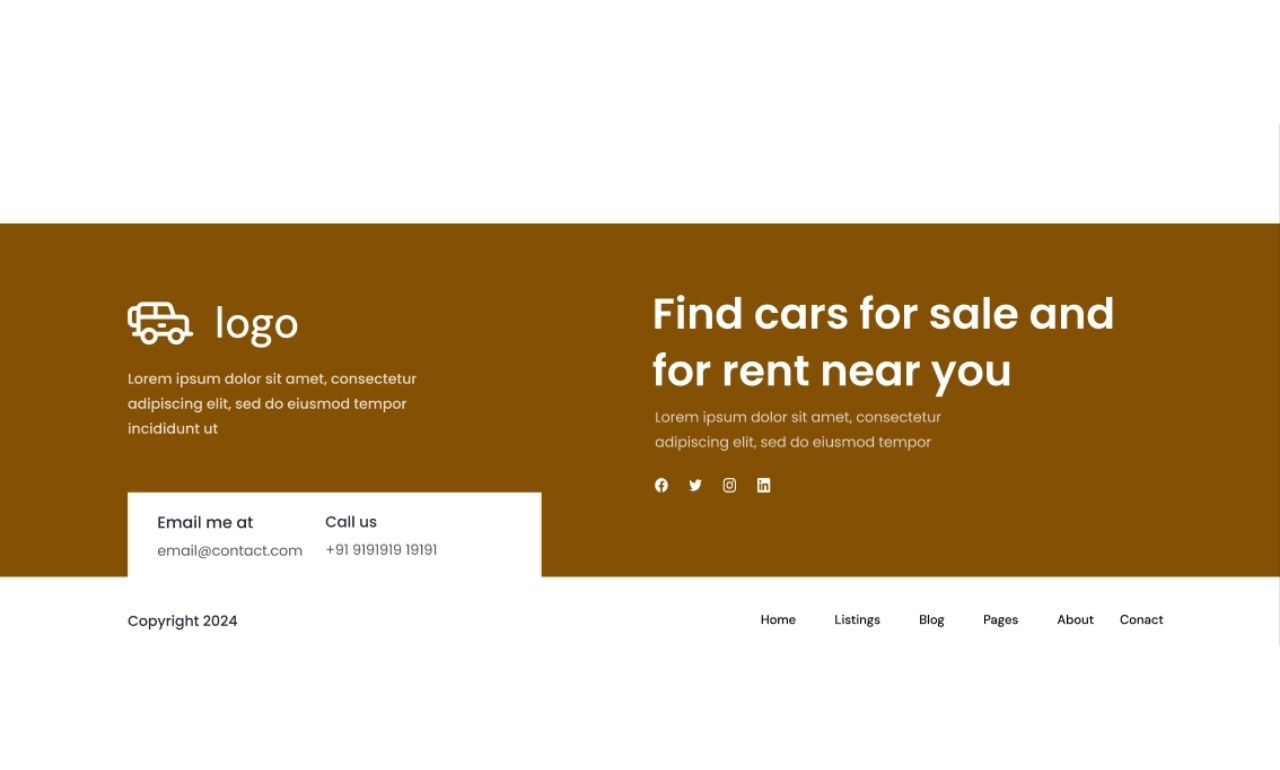 logo
Lorem ipsum dolor sit amet, consectetur
adipiscing elit, sed do eiusmod tempor
incididunt ut
Email me at
email@contact.com
Call us
+91 9191919 19191
Find cars for sale and
for rent near you
Lorem ipsum dolor sit amet, consectetur
adipiscing elit, sed do eiusmod tempor
Copyright 2024
Home Listings Blog Pages About Conact